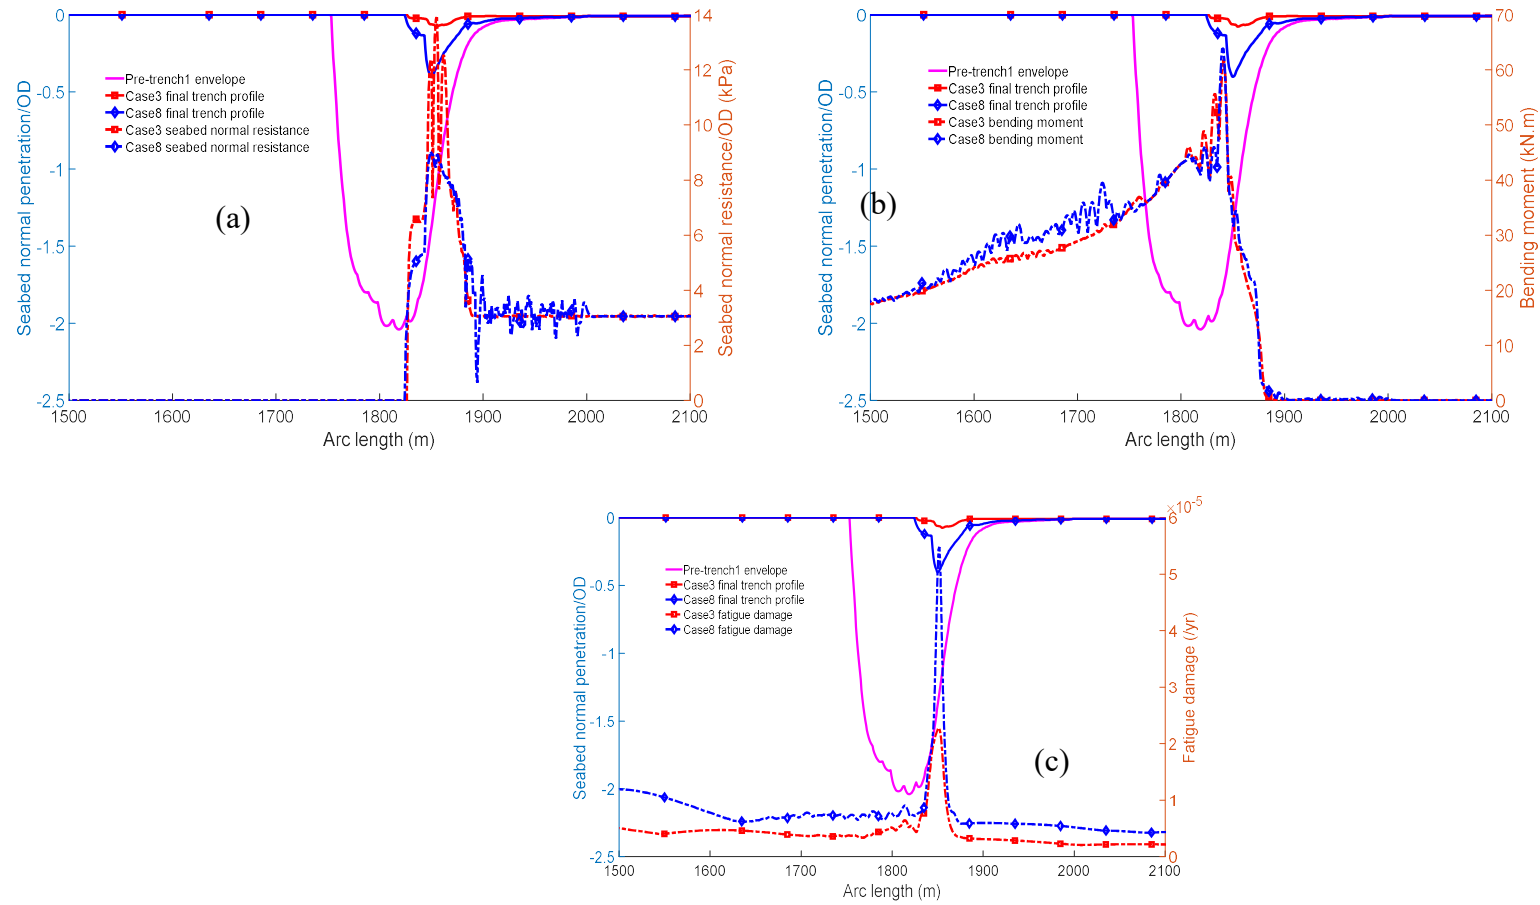 0
-0.5
-1
-1.5
-2
-2.5
Seabed normal penetration/OD
Pre-trench1 envelope
Case3 final trench profile
Case8 final trench profile
Case3 seabed normal resistance
Case8 seabed normal resistance
(a)
14
12
10
8
6
4
2
0
Seabed normal resistance/OD (kPa)
1500 1600 1700 1800 1900 2000 2100
Arc length (m)
0
-0.5
-1
-1.5
-2
-2.5
Seabed normal penetration/OD
Pre-trench1 envelope
Case3 final trench profile
Case8 final trench profile
Case3 bending moment
Case8 bending moment
(b)
70
60
50
40
30
20
10
0
Bending moment (kN.m)
1500 1600 1700 1800 1900 2000 2100
Arc length (m)
×10-5
0
-0.5
-1
-1.5
-2
-2.5
Seabed normal penetration/OD
Pre-trench1 envelope
Case3 final trench profile
Case8 final trench profile
Case3 fatigue damage
Case8 fatigue damage
(c)
6
5
4
3
2
1
0
Fatigue damage (/yr)
1500 1600 1700 1800 1900 2000 2100
Arc length (m)